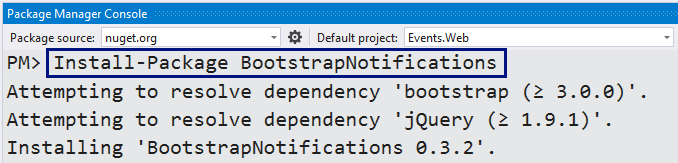 Package Manager Console
Package source: nuget.org Default project: Events.Web
PM> Install-Package BootstrapNotifications
Attempting to resolve dependency 'bootstrap (≥ 3.0.0)'.
Attempting to resolve dependency 'jQuery (≥ 1.9.1)'.
Installing 'BootstrapNotifications 0.3.2'.